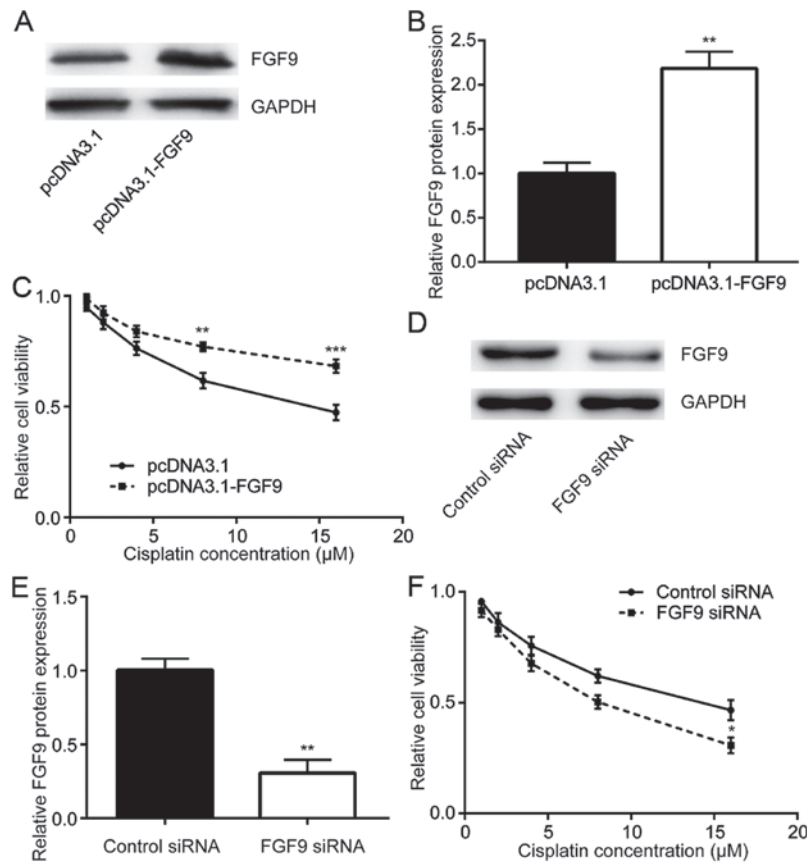 A
FGF9
GAPDH
pcDNA3.1
pcDNA3.1-FGF9
B
Relative FGF9 protein expression
2.5
2.0
1.5
1.0
0.5
0.0
**
pcDNA3.1
pcDNA3.1-FGF9
C
Relative cell viability
1.0
0.5
0.0
**
***
pcDNA3.1
pcDNA3.1-FGF9
0
5
10
15
20
Cisplatin concentration (µM)
D
FGF9
GAPDH
Control siRNA
FGF9 siRNA
E
Relative FGF9 protein expression
1.5
1.0
0.5
0.0
**
Control siRNA
FGF9 siRNA
F
Relative cell viability
1.0
0.5
0.0
Control siRNA
FGF9 siRNA
*
0
5
10
15
20
Cisplatin concentration (µM)